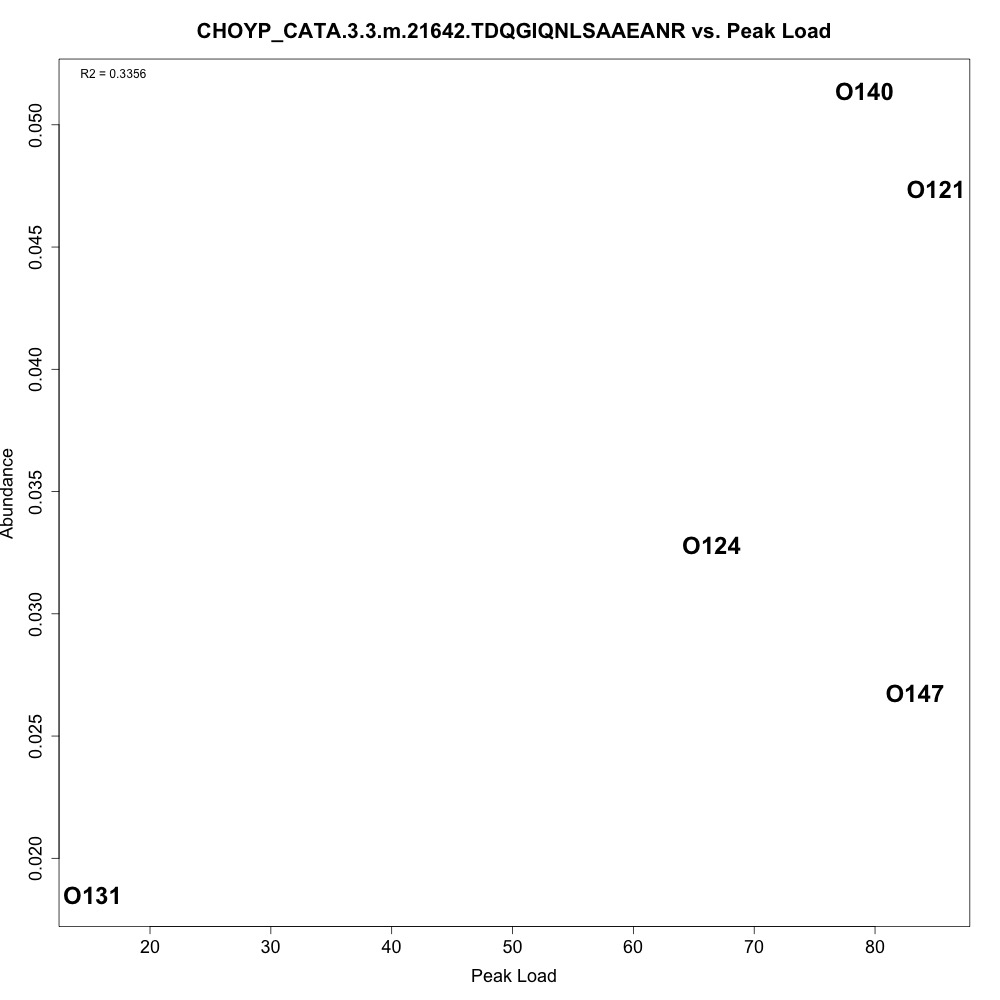 CHOYP_CATA.3.3.m.21642.TDQGIQNLSAAEANR vs. Peak Load
R2 = 0.3356
O140
0.050
O121
0.045
0.040
0.035
Abundance
O124
0.030
O147
0.025
0.020
O131
20 30 40 50 60 70 80
Peak Load